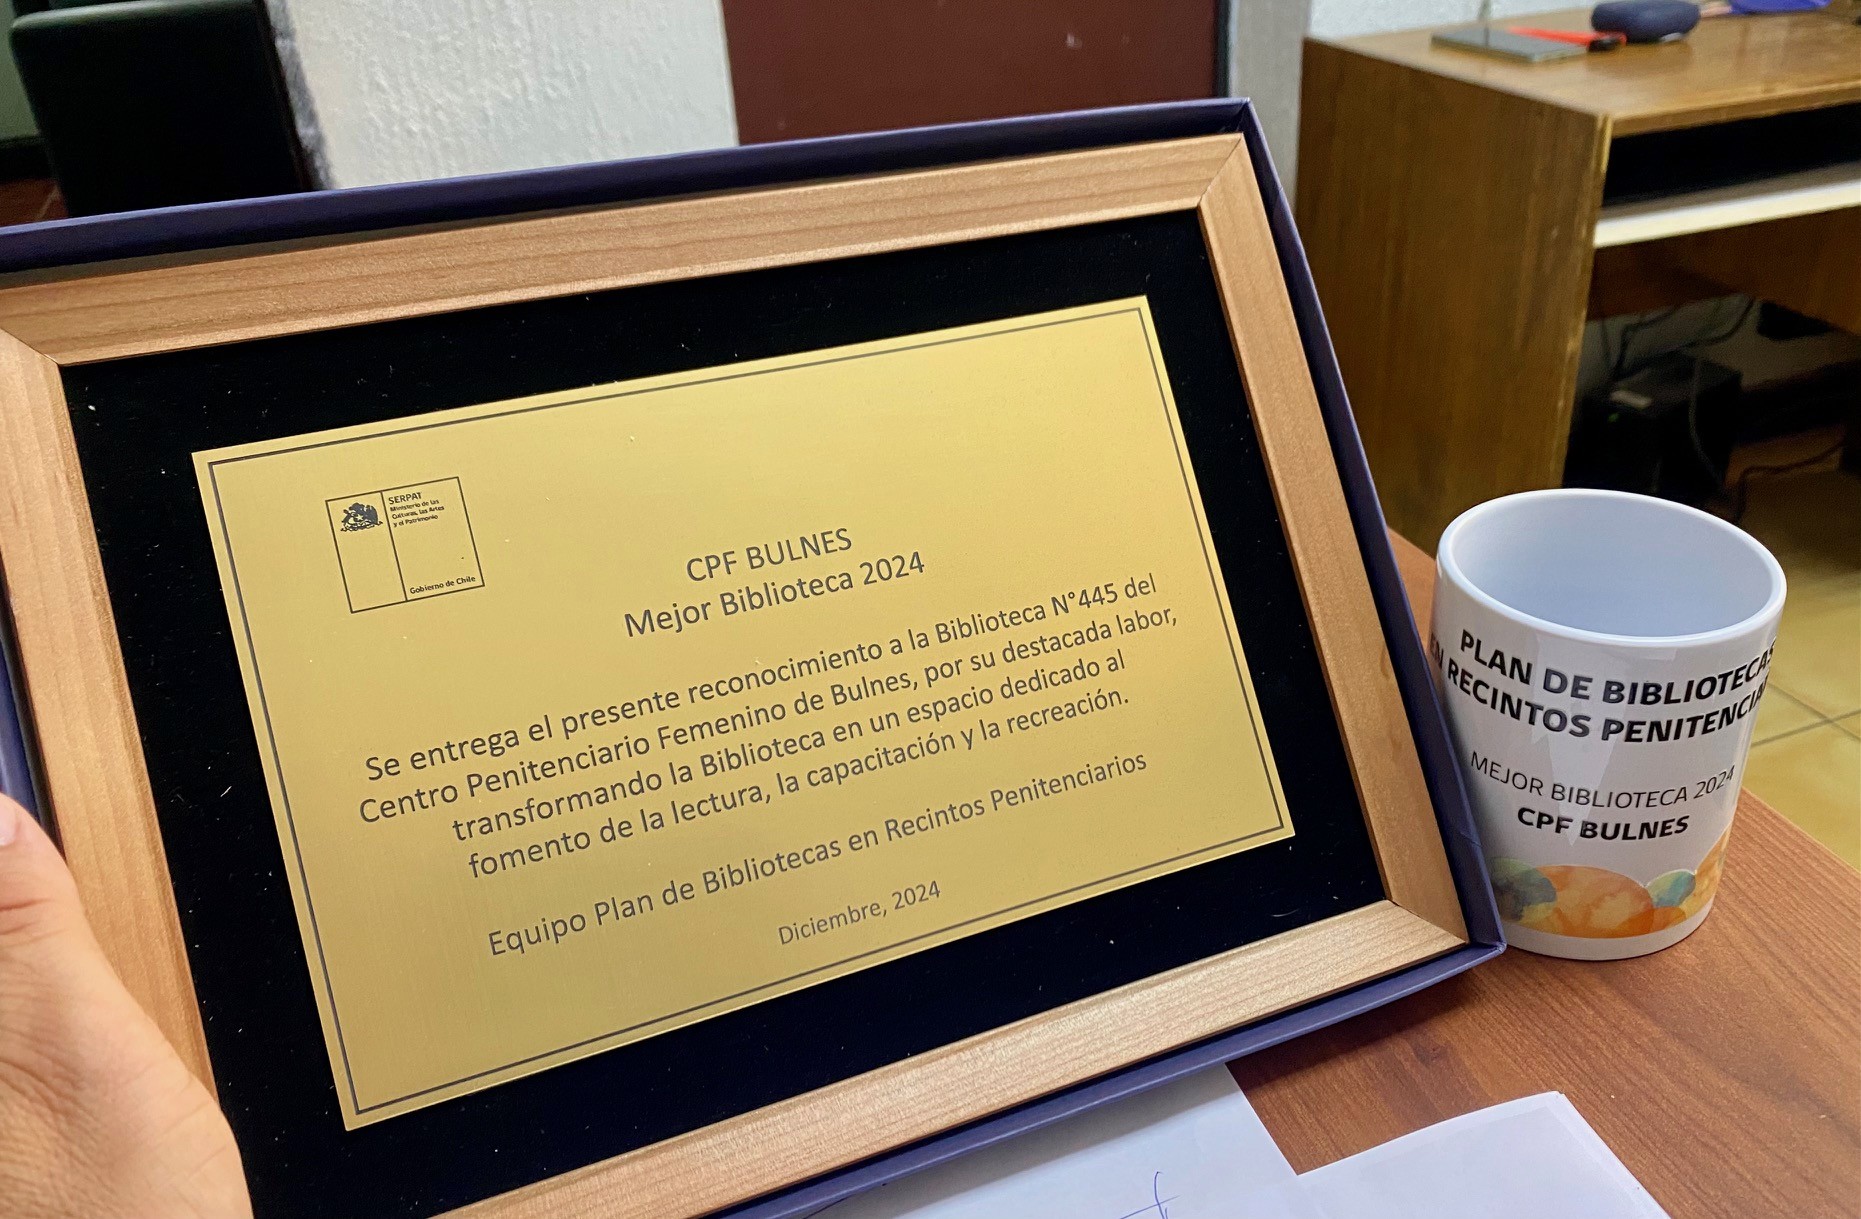 SERPAT
Ministerio de las
Culturas, las Artes
y el Patrimonio
Gobierno de Chile
CPF BULNES
Mejor Biblioteca 2024
Se entrega el presente reconocimiento a la Biblioteca N°445 del
Centro Penitenciario Femenino de Bulnes, por su destacada labor,
transformando la Biblioteca en un espacio dedicado al
fomento de la lectura, la capacitación y la recreación.
Equipo Plan de Bibliotecas en Recintos Penitenciarios
Diciembre, 2024
PLAN DE BIBLIOTECAS
EN RECINTOS PENITENCIA
MEJOR BIBLIOTECA 2024
CPF BULNES